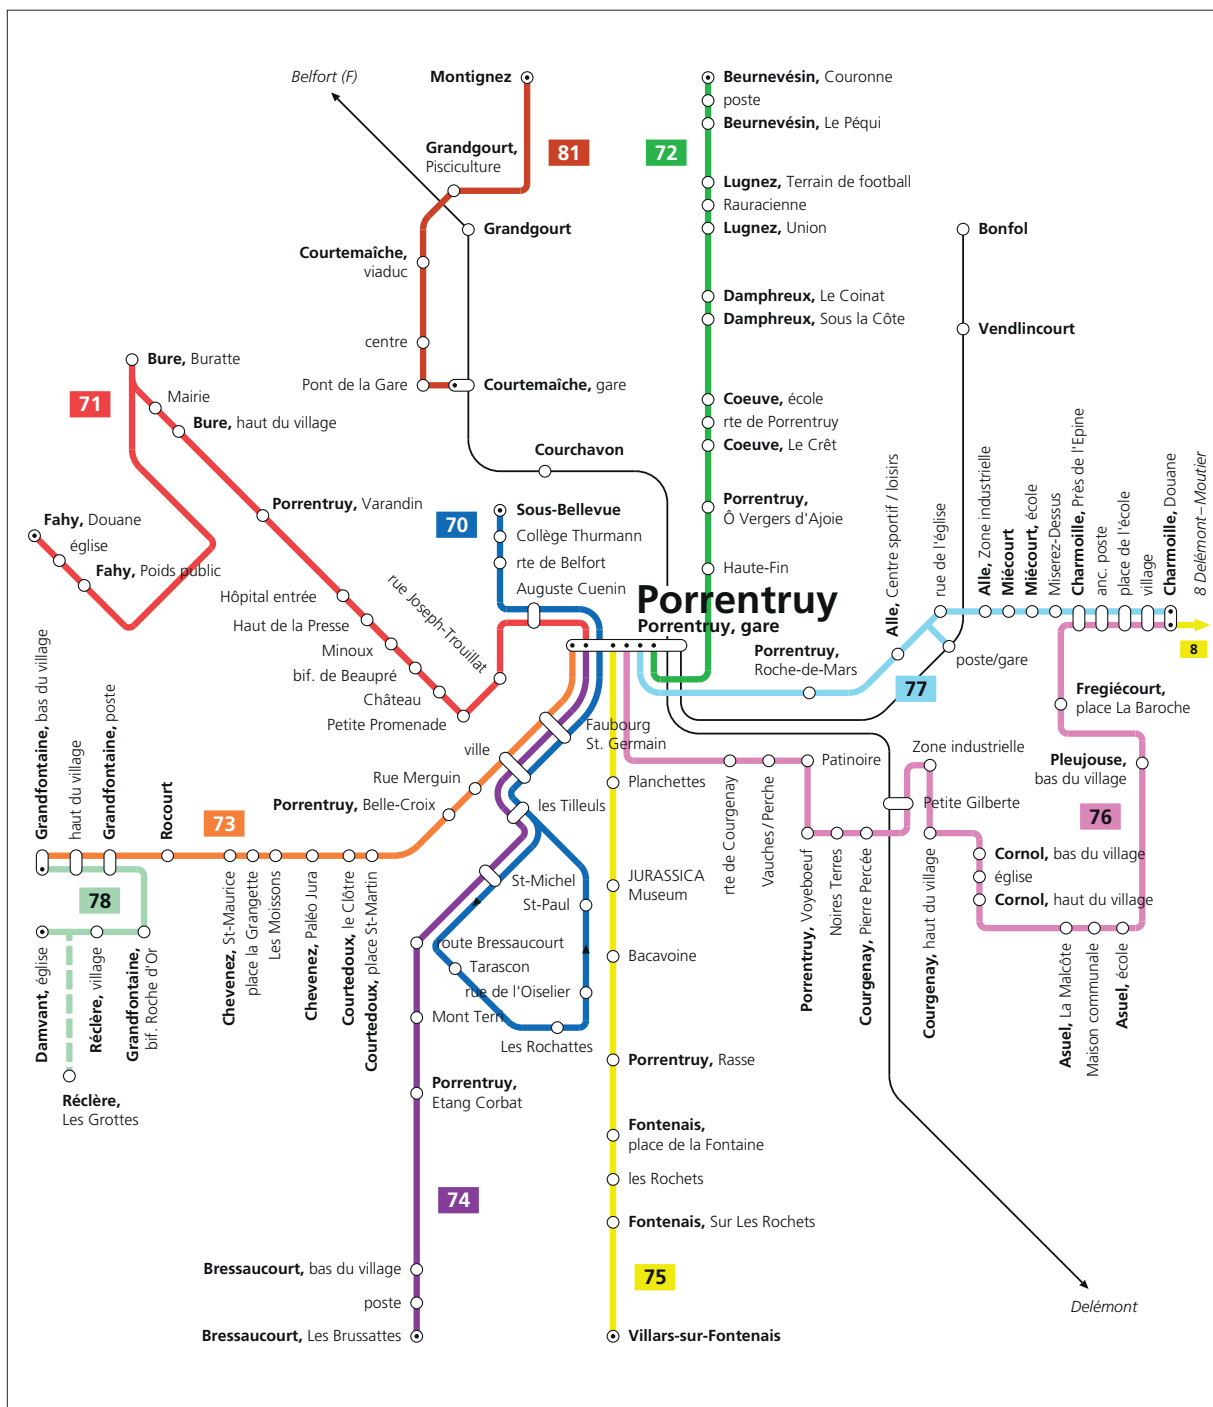 Belfort (F)
Montignez
Grandgourt,
Pisciculture
81
Grandgourt
Courtemaîche,
viaduc
centre
Pont de la Gare
Courtemaîche, gare
Courchavon
72
Beurnevésin, Couronne
poste
Beurnevésin, Le Péqui
Lugnez, Terrain de football
Rauracienne
Lugnez, Union
Damphreux, Le Coinat
Damphreux, Sous la Côte
Coeuve, école
rte de Porrentruy
Coeuve, Le Crêt
Porrentruy,
Ô Vergers d'Ajoie
Haute-Fin
Bonfol
Vendlincourt
71
Bure, Buratte
Mairie
Bure, haut du village
Porrentruy, Varandin
Fahy, Douane
église
Fahy, Poids public
Hôpital entrée
Haut de la Presse
Minoux
bif. de Beaupré
Château
Petite Promenade
rue Joseph-Trouillat
70
Sous-Bellevue
Collège Thurmann
rte de Belfort
Auguste Cuenin
Porrentruy
Porrentruy, gare
Porrentruy,
Roche-de-Mars
77
Alle, Centre sportif / loisirs
rue de l'église
poste/gare
Alle, Zone industrielle
Miécourt
Miécourt, école
Miserez-Dessus
Charmoille, Près de l'Epine
anc. poste
place de l'école
village
Charmoille, Douane
8 Delémont–Moutier
8
Fregiécourt,
place La Baroche
Pleujouse,
bas du village
76
Faubourg
St. Germain
ville
Rue Merguin
Porrentruy, Belle-Croix
les Tilleuls
Planchettes
JURASSICA
Museum
Bacavoine
Porrentruy, Rasse
Fontenais,
place de la Fontaine
les Rochets
Fontenais, Sur Les Rochets
75
Villars-sur-Fontenais
rte de Courgenay
Vauches/Perche
Patinoire
Porrentruy, Voyeboeuf
Noires Terres
Courgenay, Pierre Percée
Petite Gilberte
Zone industrielle
Courgenay, haut du village
Cornol, bas du village
église
Cornol, haut du village
Asuel, La Malcôte
Maison communale
Asuel, école
Delémont
Grandfontaine, bas du village
haut du village
Grandfontaine, poste
Rocourt
73
Chevenez, St-Maurice
place la Grangette
Les Moissons
Chevenez, Paléo Jura
Courtedoux, le Clôtre
Courtedoux, place St-Martin
78
Damvant, église
Réclère, village
Grandfontaine,
bif. Roche d'Or
Réclère,
Les Grottes
St-Michel
St-Paul
route Bressaucourt
Tarascon
rue de l'Oiselier
Mont Terri
Les Rochattes
Porrentruy,
Etang Corbat
74
Bressaucourt, bas du village
poste
Bressaucourt, Les Brussattes